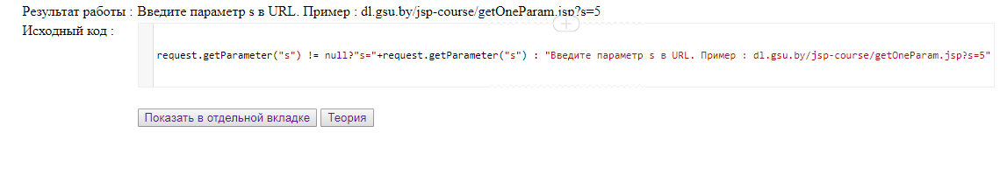 Результат работы : Введите параметр s в URL. Пример : dl.gsu.by/jsp-course/getOneParam.jsp?s=5
Исходный код :
request.getParameter("s") != null?"s="+request.getParameter("s") : "Введите параметр s в URL. Пример : dl.gsu.by/jsp-course/getOneParam.jsp?s=5"
Показать в отдельной вкладке Теория